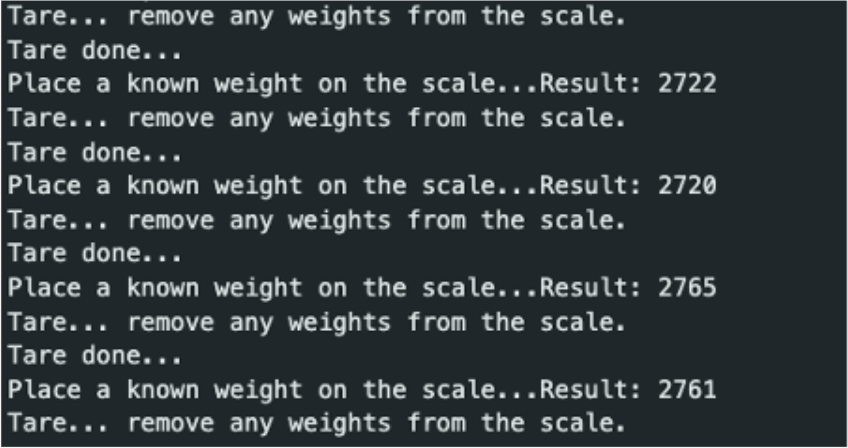 Tare... remove any weights from the scale.
Tare done...
Place a known weight on the scale...Result: 2722
Tare... remove any weights from the scale.
Tare done...
Place a known weight on the scale...Result: 2720
Tare... remove any weights from the scale.
Tare done...
Place a known weight on the scale...Result: 2765
Tare... remove any weights from the scale.
Tare done...
Place a known weight on the scale...Result: 2761
Tare... remove any weights from the scale.